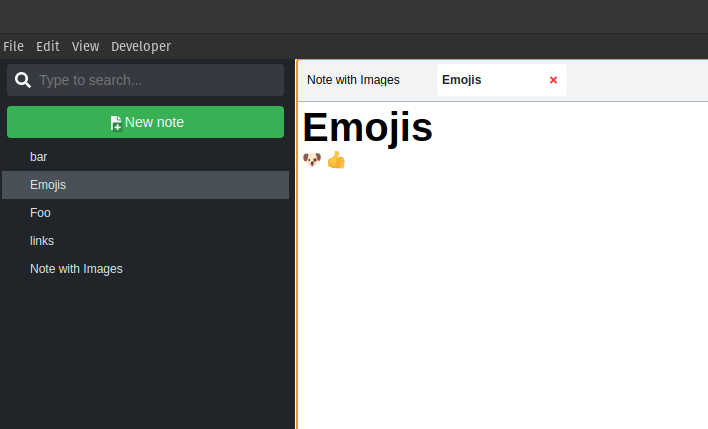 File Edit View Developer
Type to search...
New note
bar
Emojis
Foo
links
Note with Images
Note with Images Emojis
Emojis
🐶 👍